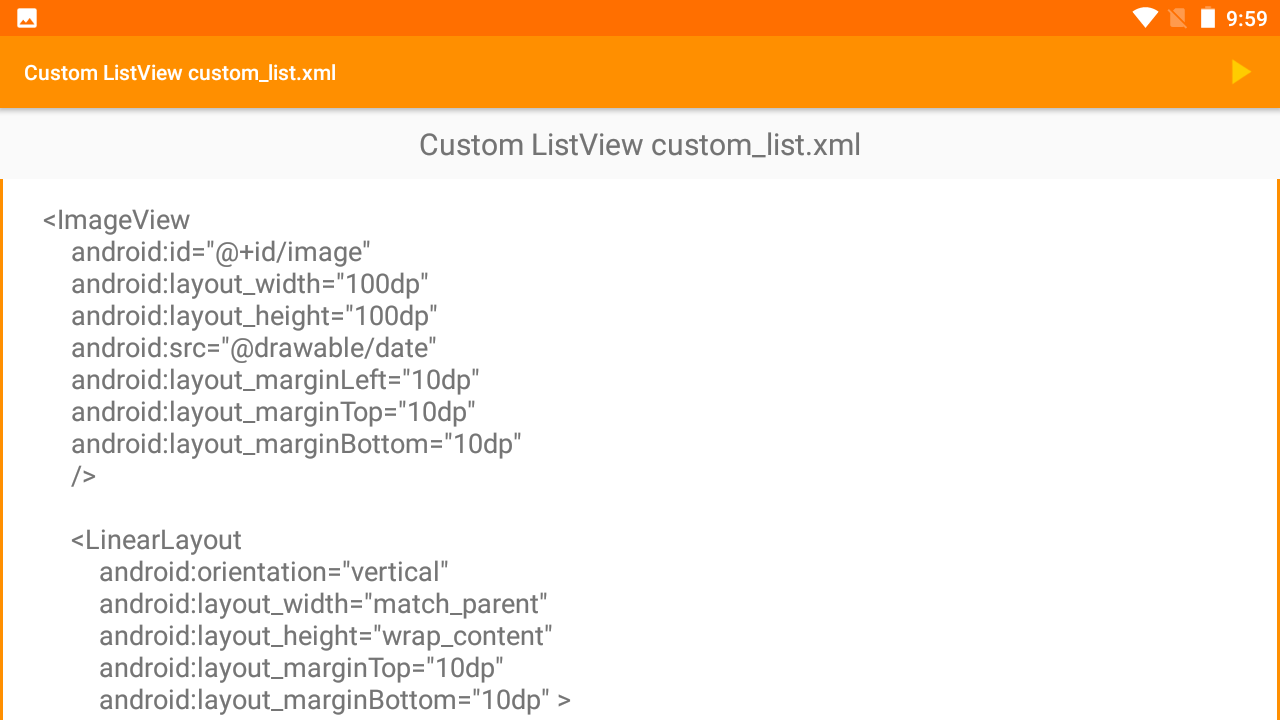 9:59
Custom ListView custom_list.xml
Custom ListView custom_list.xml
<ImageView
android:id="@+id/image"
android:layout_width="100dp"
android:layout_height="100dp"
android:src="@drawable/date"
android:layout_marginLeft="10dp"
android:layout_marginTop="10dp"
android:layout_marginBottom="10dp"
/>
<LinearLayout
android:orientation="vertical"
android:layout_width="match_parent"
android:layout_height="wrap_content"
android:layout_marginTop="10dp"
android:layout_marginBottom="10dp" >